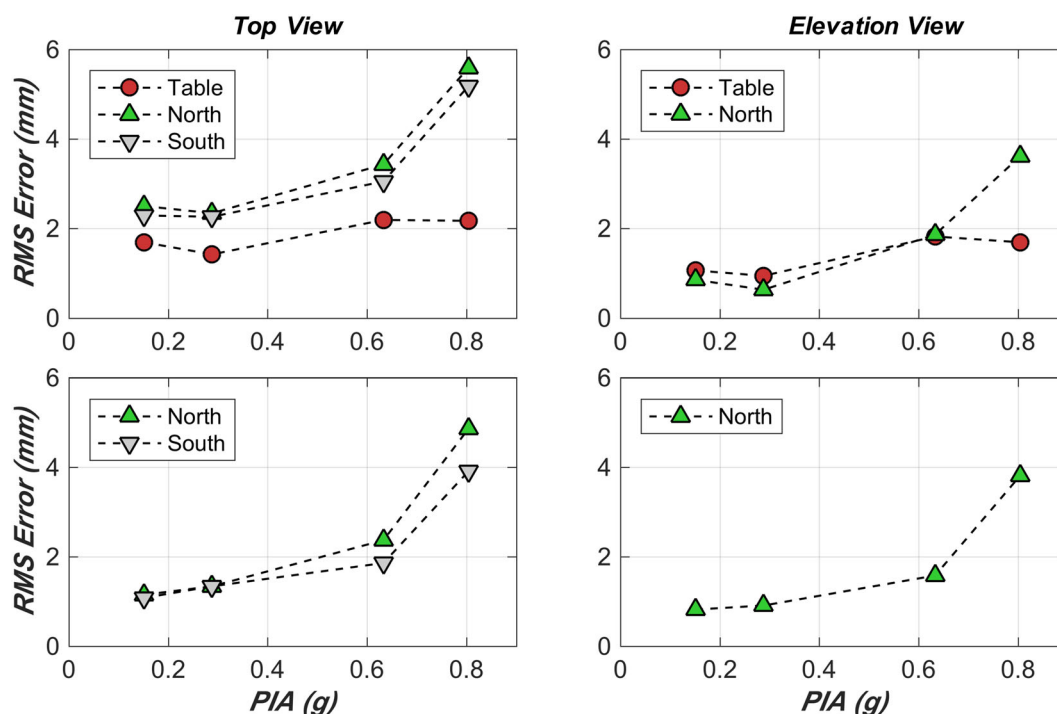 Top View
RMS Error (mm)
6
4
2
0
Table
North
South
0 0.2 0.4 0.6 0.8
Elevation View
6
4
2
0
Table
North
0 0.2 0.4 0.6 0.8
RMS Error (mm)
6
4
2
0
North
South
0 0.2 0.4 0.6 0.8
PIA (g)
6
4
2
0
North
0 0.2 0.4 0.6 0.8
PIA (g)